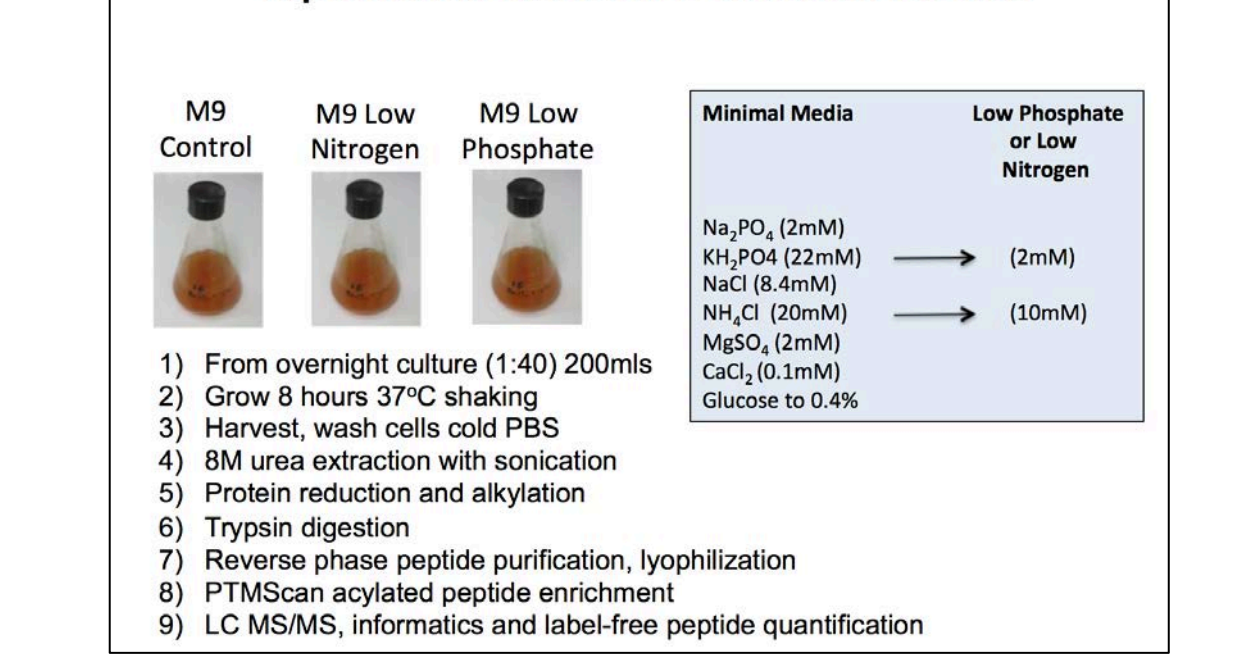 M9
Control
M9 Low
Nitrogen
M9 Low
Phosphate
Minimal Media
Low Phosphate
or Low
Nitrogen
Na₂PO₄ (2mM)
KH₂PO4 (22mM) → (2mM)
NaCl (8.4mM)
NH₄Cl (20mM) → (10mM)
MgSO₄ (2mM)
CaCl₂ (0.1mM)
Glucose to 0.4%
1) From overnight culture (1:40) 200mls
2) Grow 8 hours 37°C shaking
3) Harvest, wash cells cold PBS
4) 8M urea extraction with sonication
5) Protein reduction and alkylation
6) Trypsin digestion
7) Reverse phase peptide purification, lyophilization
8) PTMScan acylated peptide enrichment
9) LC MS/MS, informatics and label-free peptide quantification